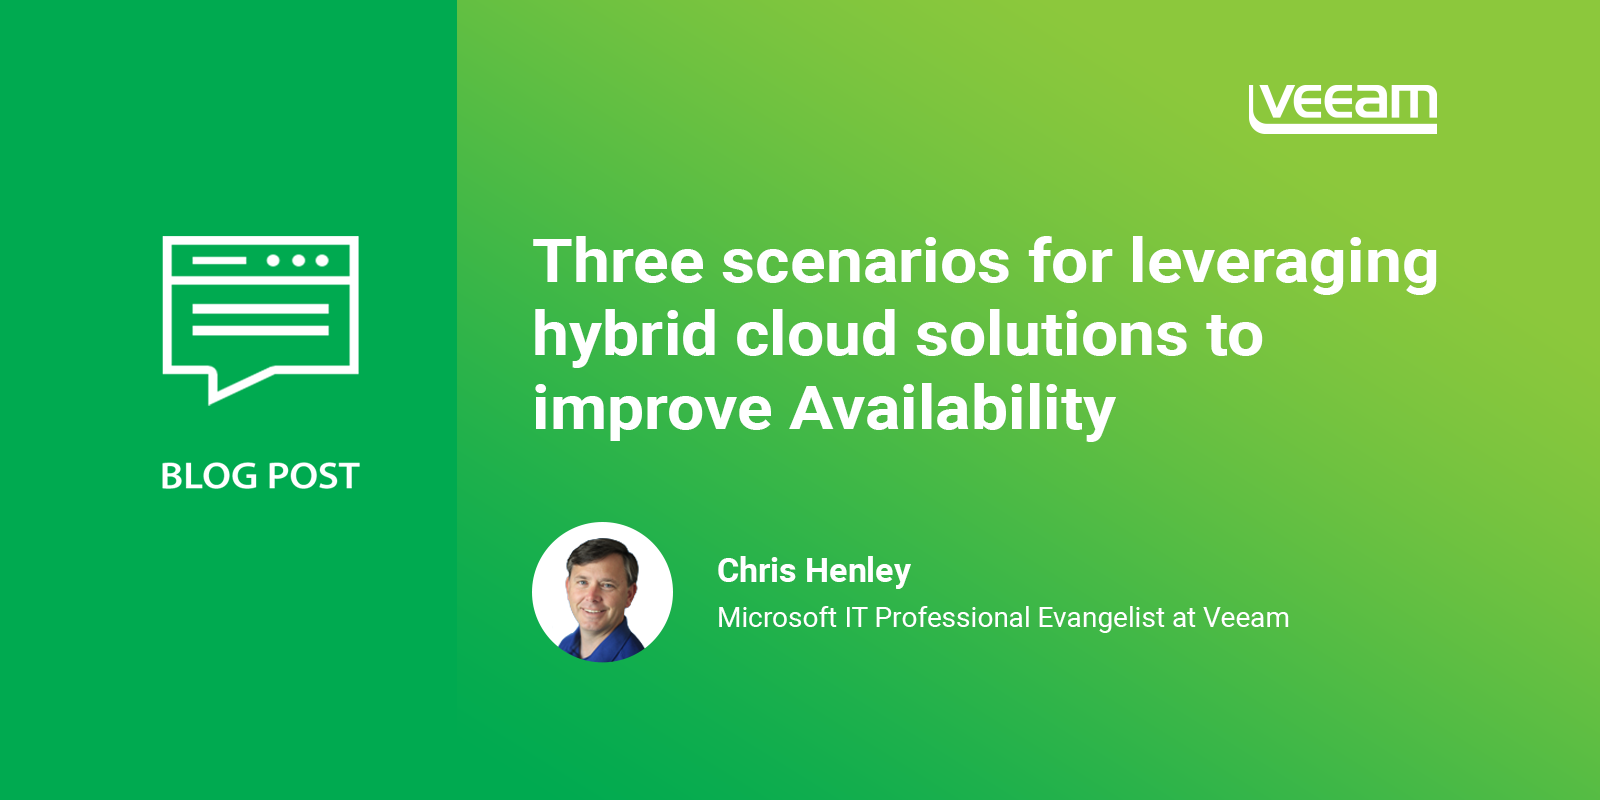 BLOG POST
veeam
Three scenarios for leveraging
hybrid cloud solutions to
improve Availability
Chris Henley
Microsoft IT Professional Evangelist at Veeam